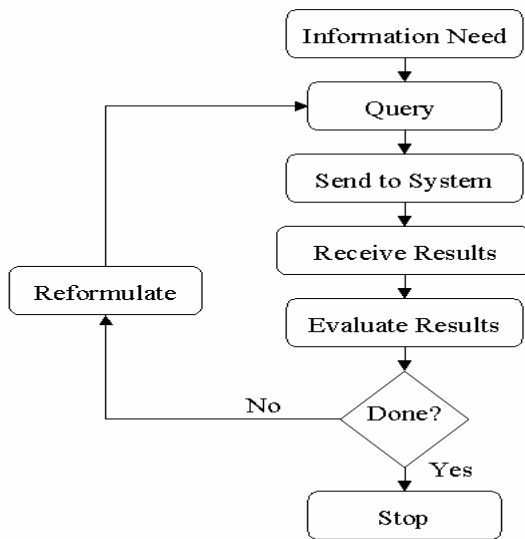 Information Need
Query
Send to System
Receive Results
Reformulate
Evaluate Results
No
Done?
Yes
Stop